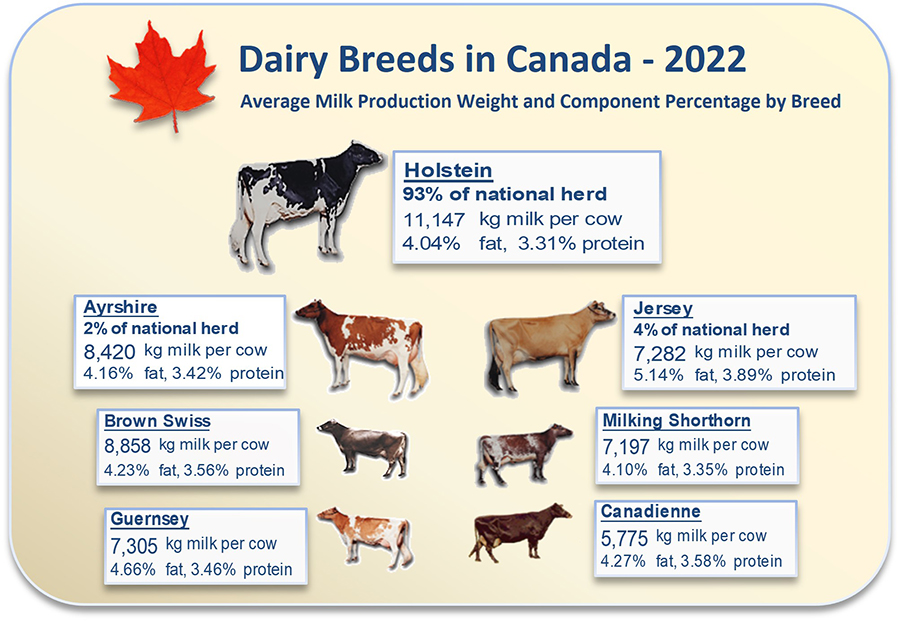 Dairy Breeds in Canada - 2022
Average Milk Production Weight and Component Percentage by Breed
Holstein
93% of national herd
11,147 kg milk per cow
4.04% fat, 3.31% protein
Ayrshire
2% of national herd
8,420 kg milk per cow
4.16% fat, 3.42% protein
Jersey
4% of national herd
7,282 kg milk per cow
5.14% fat, 3.89% protein
Brown Swiss
8,858 kg milk per cow
4.23% fat, 3.56% protein
Milking Shorthorn
7,197 kg milk per cow
4.10% fat, 3.35% protein
Guernsey
7,305 kg milk per cow
4.66% fat, 3.46% protein
Canadienne
5,775 kg milk per cow
4.27% fat, 3.58% protein